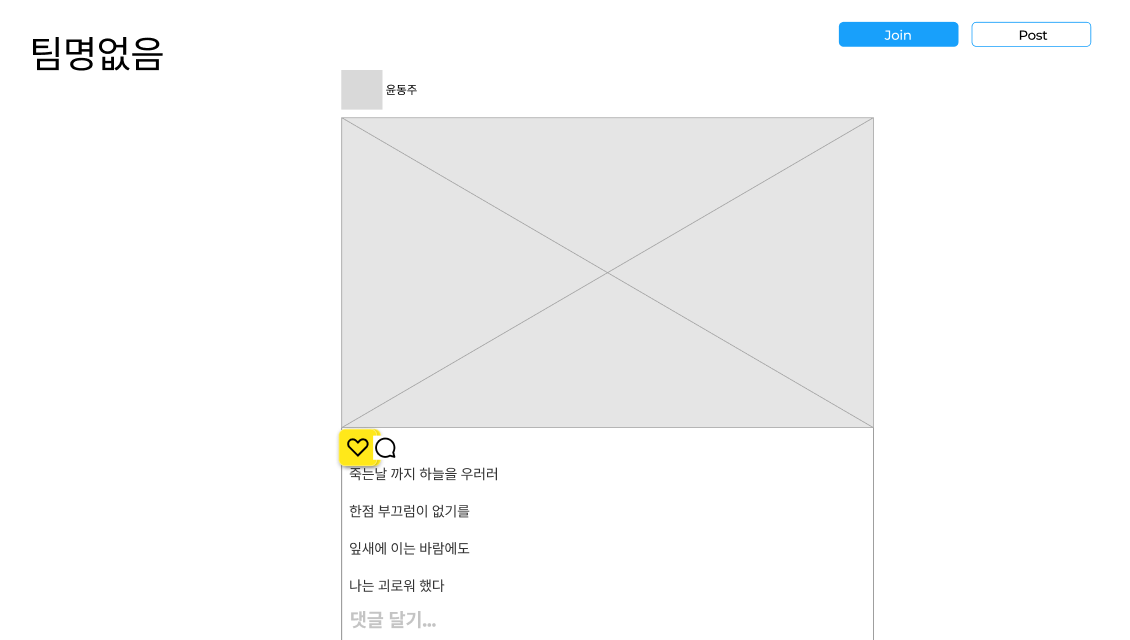 팀명없음
Join
Post
윤동주
죽는날 까지 하늘을 우러러
한점 부끄럼이 없기를
잎새에 이는 바람에도
나는 괴로워 했다
댓글 달기...